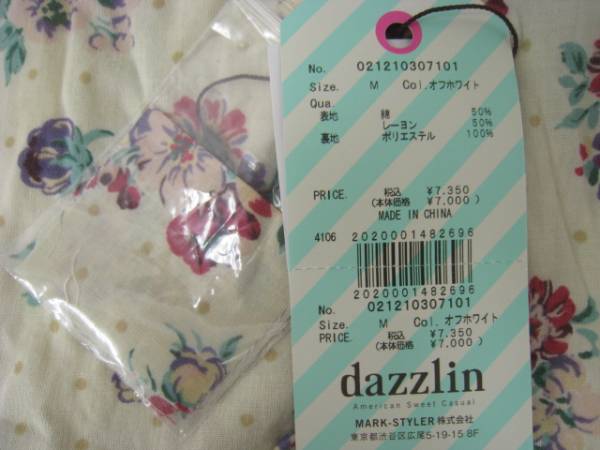 No. 021210307101
Size. M Col. オフホワイト
Qua.
表地 綿 50%
レーヨン 50%
裏地 ポリエステル 100%
PRICE. 税込 ¥7.350
(本体価格 ¥7.000)
MADE IN CHINA
4106 2020001482696
2020001482696
No. 021210307101
Size. M Col. オフホワイト
PRICE. 税込 ¥7.350
(本体価格 ¥7.000)
dazzlin
American Sweet Casual
MARK-STYLER株式会社
東京都渋谷区広尾5-19-15 8F